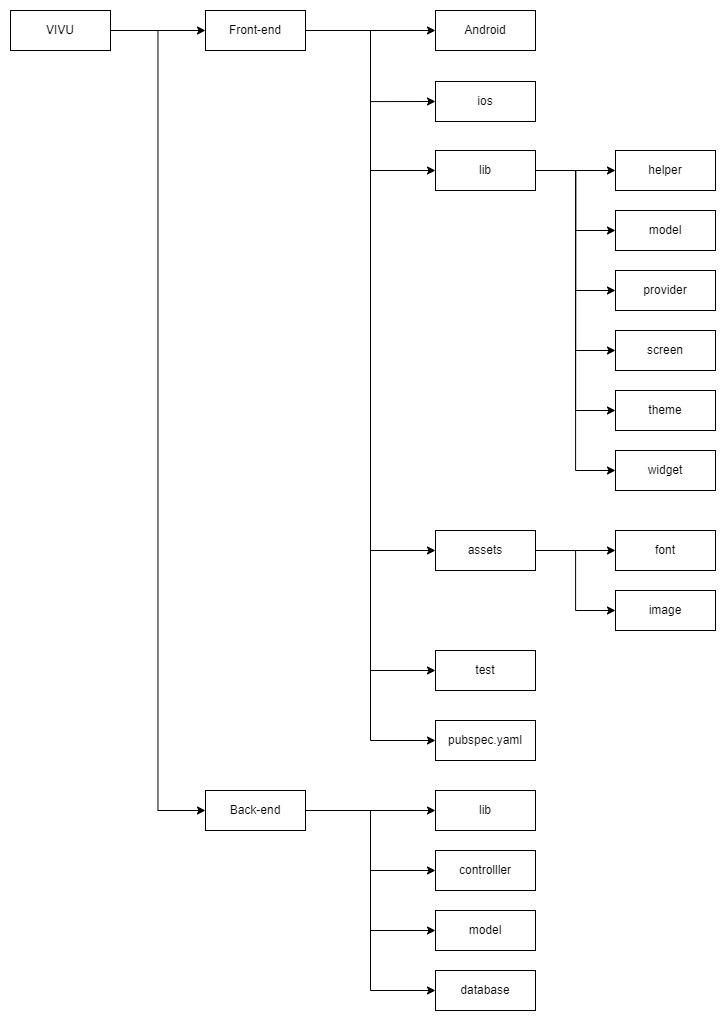 VIVU
Front-end
Android
ios
lib
helper
model
provider
screen
theme
widget
assets
font
image
test
pubspec.yaml
Back-end
lib
controlller
model
database